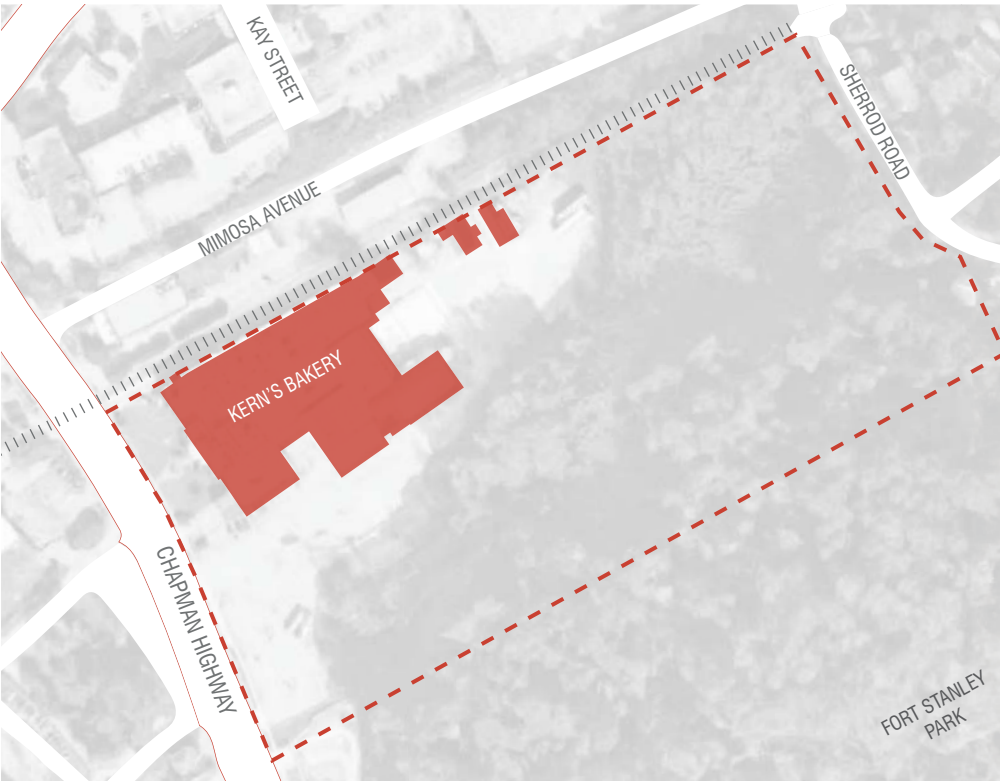 KAY STREET
SHERROD ROAD
MIMOSA AVENUE
KERN'S BAKERY
CHAPMAN HIGHWAY
FORT STANLEY
PARK